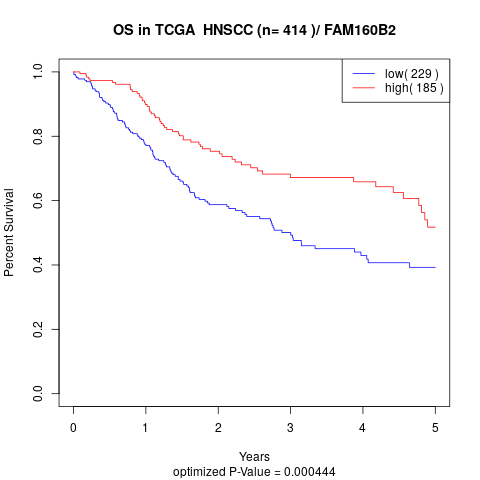 OS in TCGA  HNSCC (n= 414 )/ FAM160B2
low( 229 )
high( 185 )
Percent Survival
1.0
0.8
0.6
0.4
0.2
0.0
0 1 2 3 4 5
Years
optimized P-Value = 0.000444